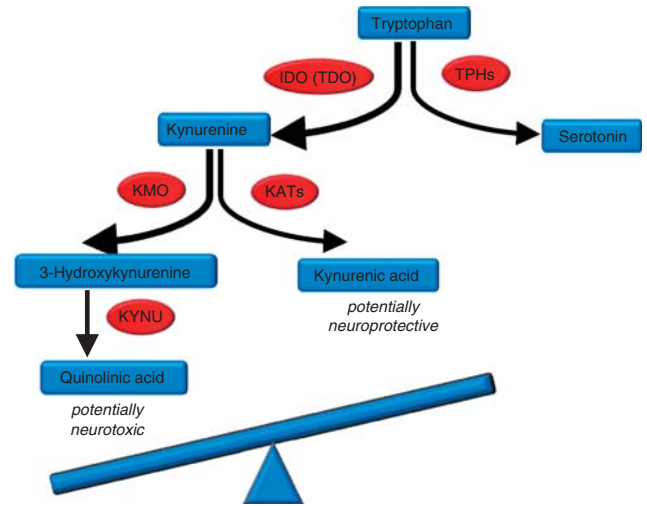 Tryptophan
IDO (TDO)
TPHs
Kynurenine
Serotonin
KMO
KATs
3-Hydroxykynurenine
Kynurenic acid
potentially
neuroprotective
KYNU
Quinolinic acid
potentially
neurotoxic